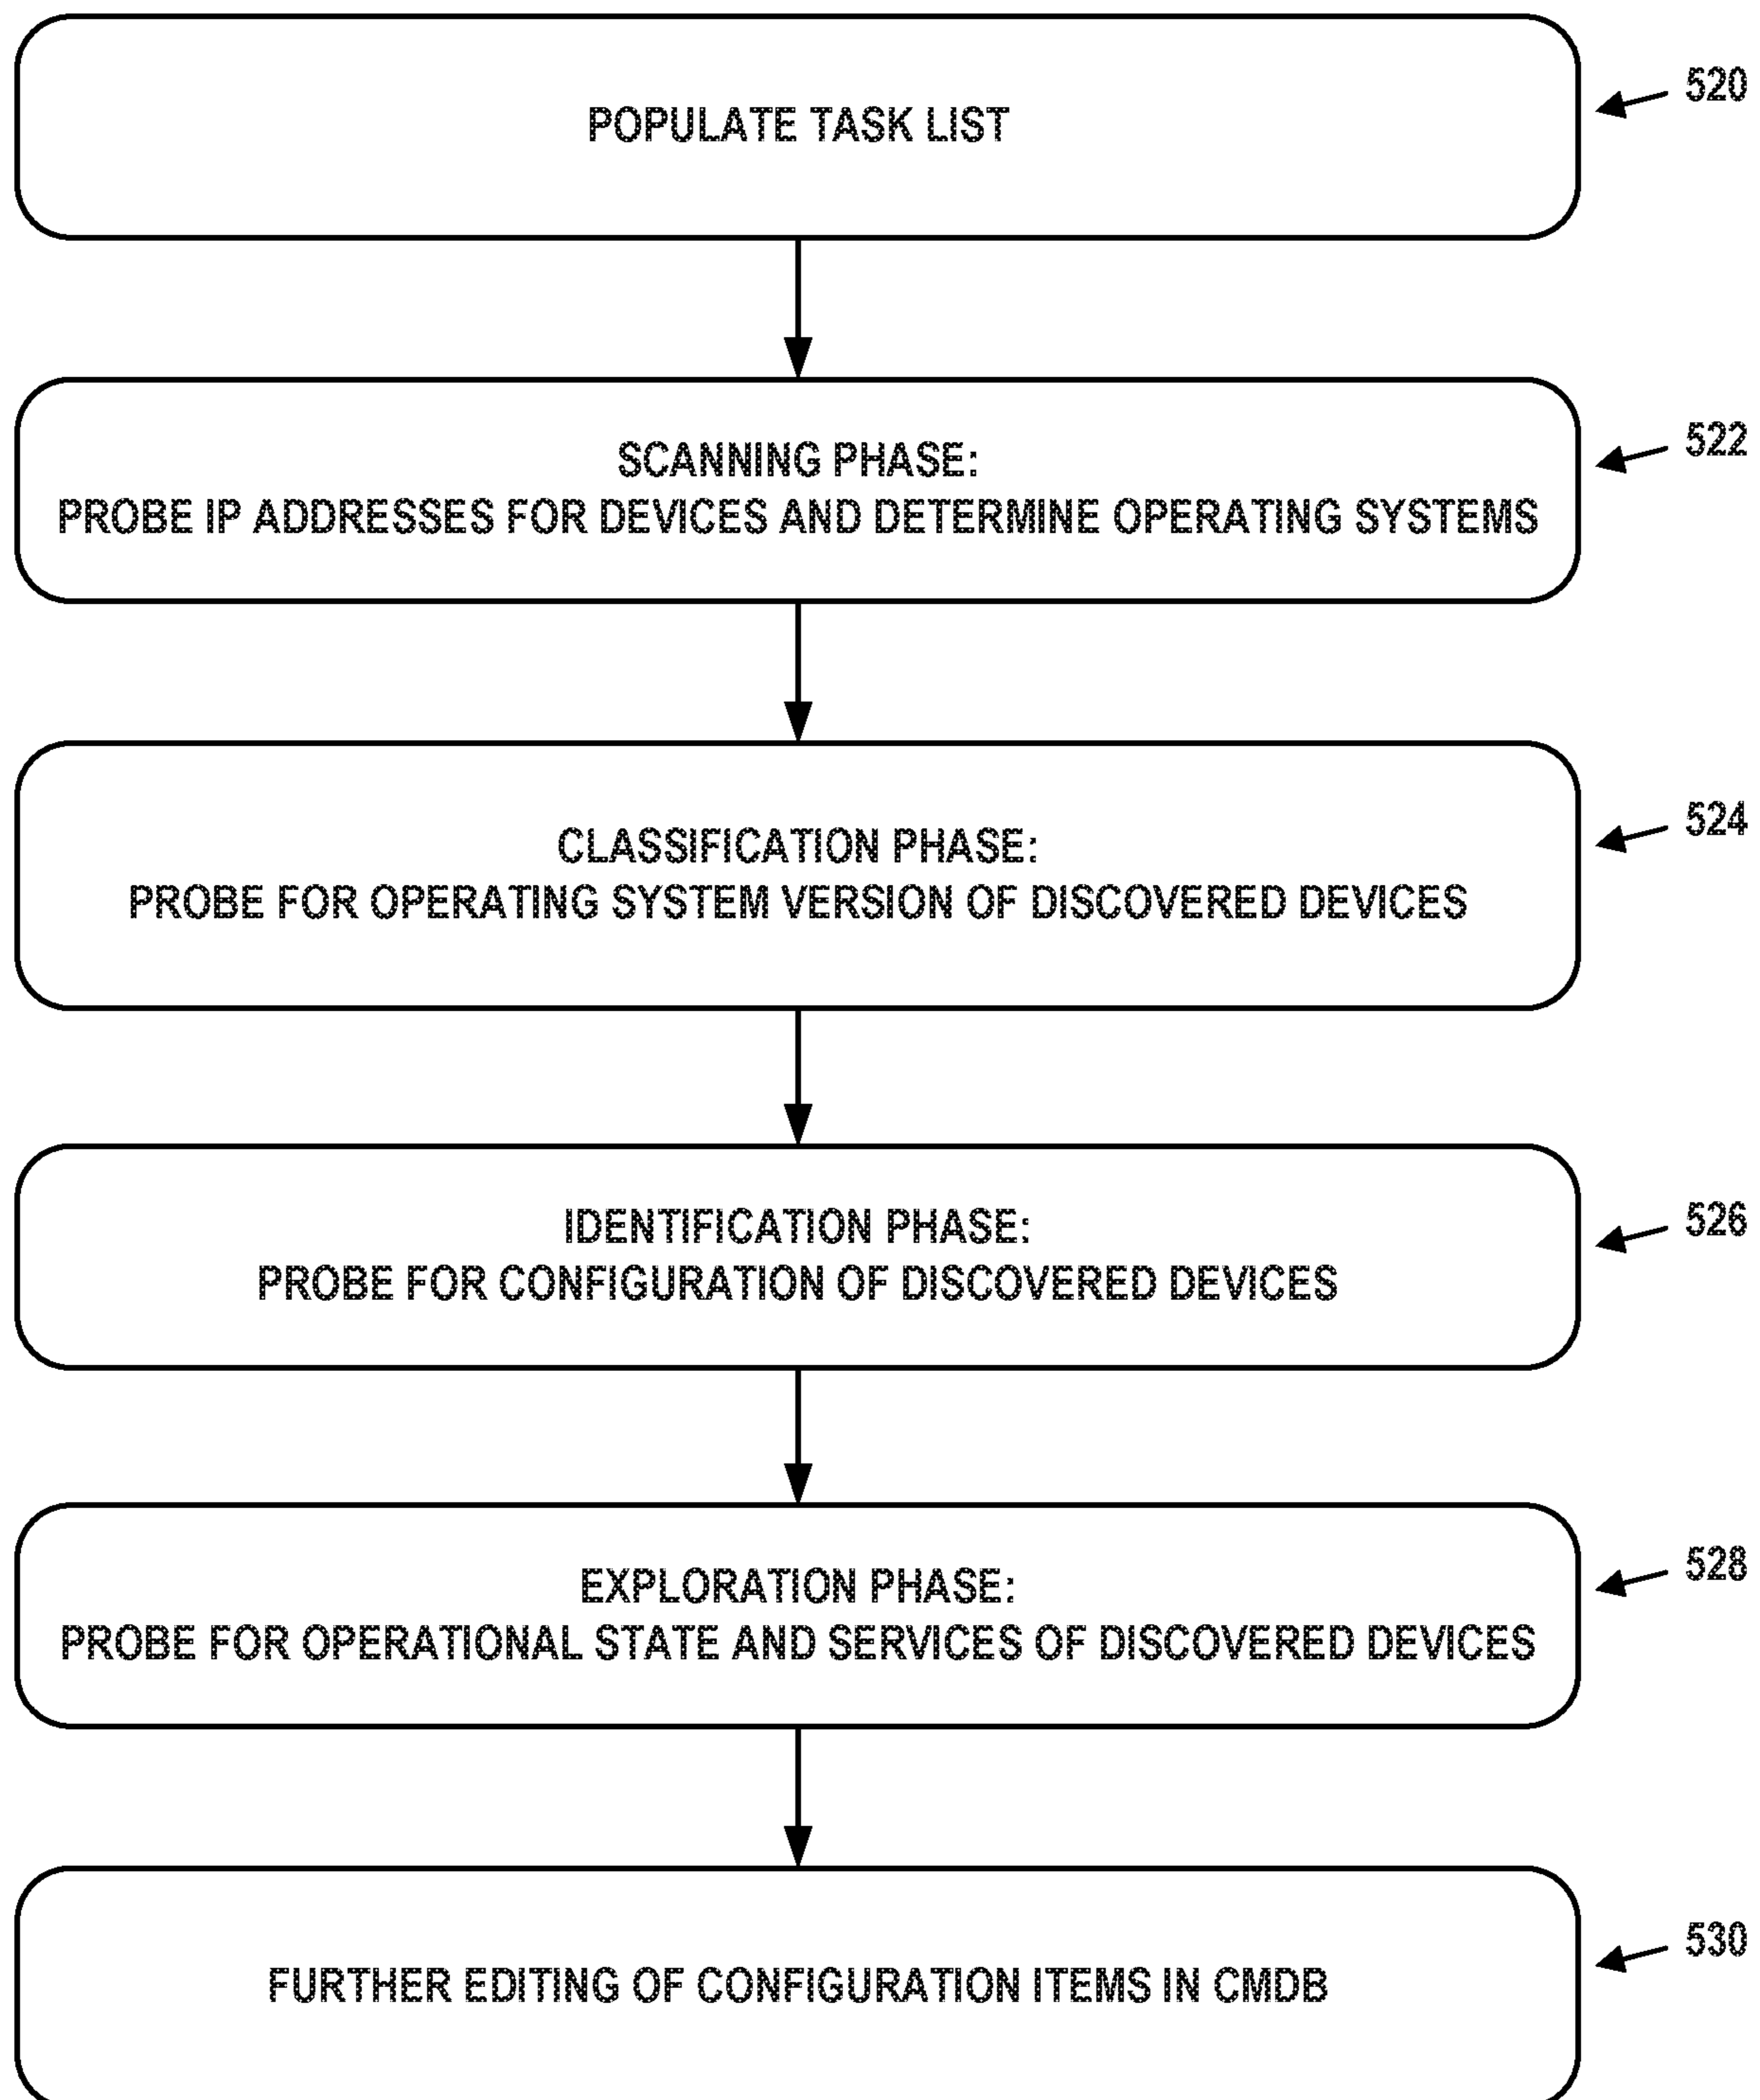 POPULATE TASK LIST
520
SCANNING PHASE:
PROBE IP ADDRESSES FOR DEVICES AND DETERMINE OPERATING SYSTEMS
522
CLASSIFICATION PHASE:
PROBE FOR OPERATING SYSTEM VERSION OF DISCOVERED DEVICES
524
IDENTIFICATION PHASE:
PROBE FOR CONFIGURATION OF DISCOVERED DEVICES
526
EXPLORATION PHASE:
PROBE FOR OPERATIONAL STATE AND SERVICES OF DISCOVERED DEVICES
528
FURTHER EDITING OF CONFIGURATION ITEMS IN CMDB
530